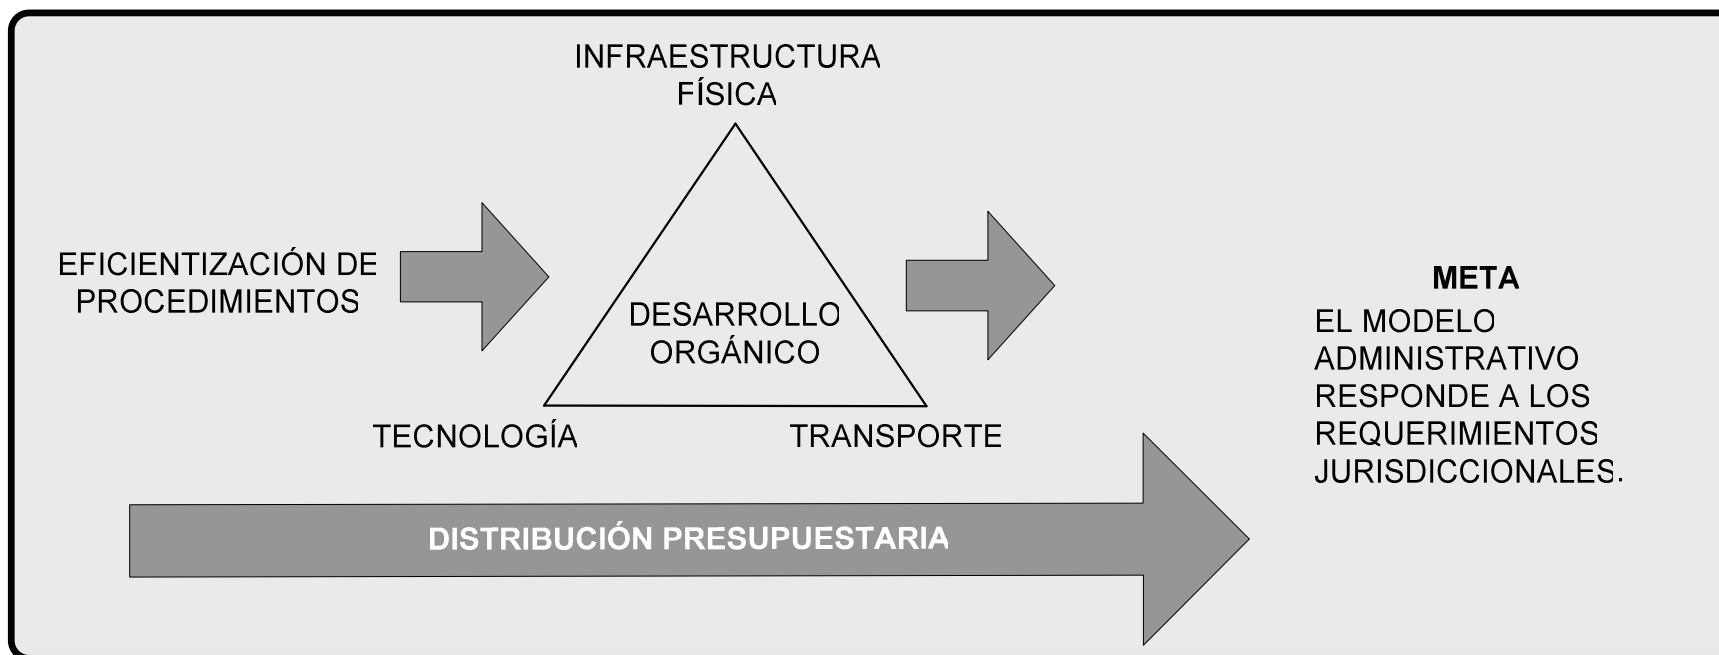 INFRAESTRUCTURA
FÍSICA
EFICIENTIZACIÓN DE
PROCEDIMIENTOS
DESARROLLO
ORGÁNICO
TECNOLOGÍA
TRANSPORTE
META
EL MODELO
ADMINISTRATIVO
RESPONDE A LOS
REQUERIMIENTOS
JURISDICCIONALES.
DISTRIBUCIÓN PRESUPUESTARIA